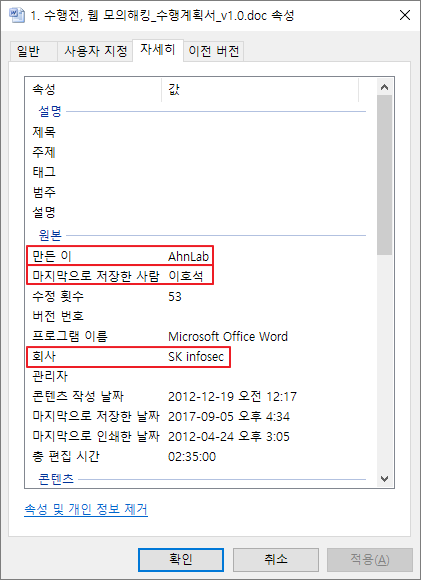 1. 수행전, 웹 모의해킹_수행계획서_v1.0.doc 속성
일반 사용자 지정 자세히 이전 버전
속성 값
설명
제목
주제
태그
범주
설명
원본
만든 이 AhnLab
마지막으로 저장한 사람 이호석
수정 횟수 53
버전 번호
프로그램 이름 Microsoft Office Word
회사 SK infosec
관리자
콘텐츠 작성 날짜 2012-12-19 오전 12:17
마지막으로 저장한 날짜 2017-09-05 오후 4:34
마지막으로 인쇄한 날짜 2012-04-24 오후 3:05
총 편집 시간 02:35:00
콘텐츠
속성 및 개인 정보 제거
확인 취소 적용(A)